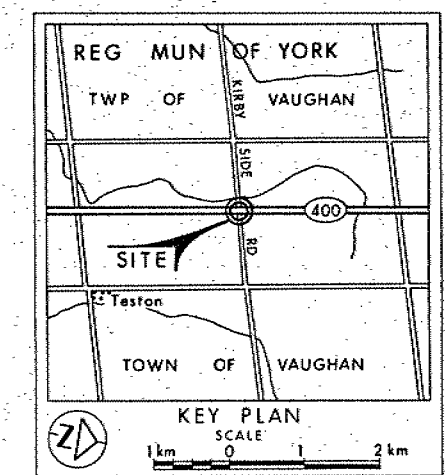 REG MUN OF YORK
TWP OF VAUGHAN
KIRBY SIDE RD
400
SITE
Teston
TOWN OF VAUGHAN
Z
KEY PLAN
SCALE
1 km 0 1 2 km